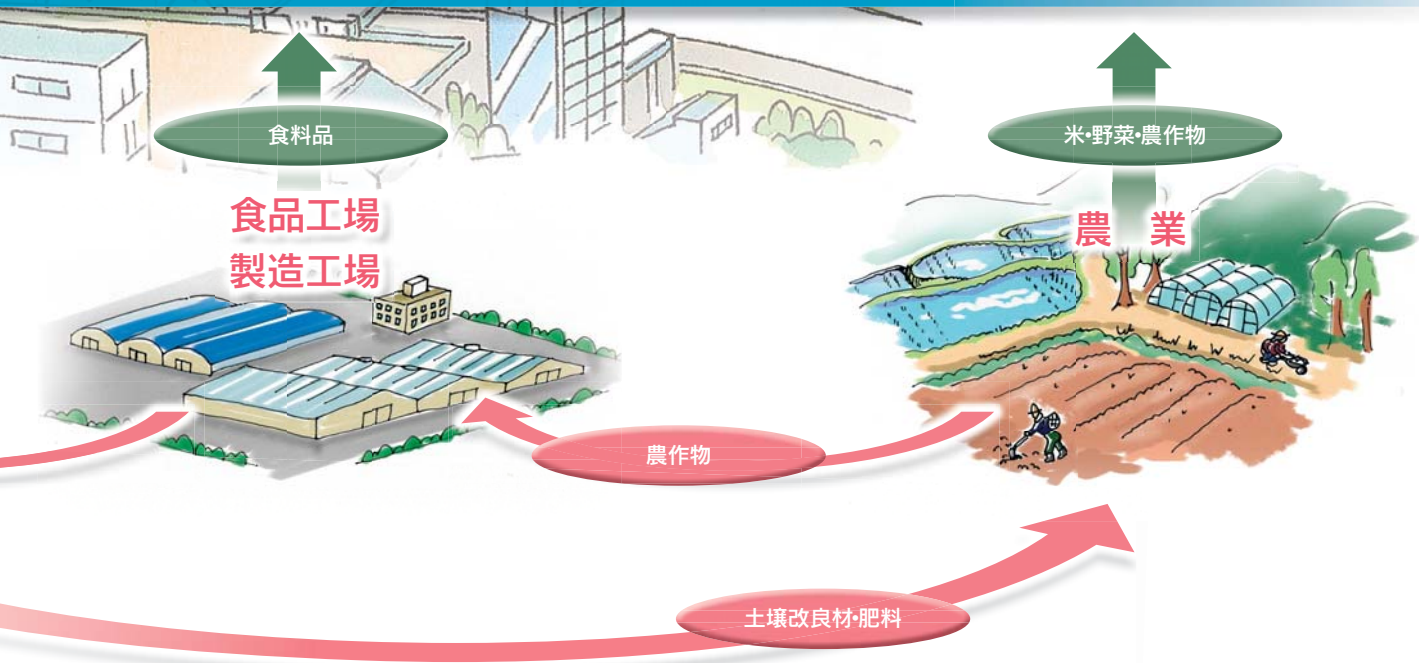 食料品
米・野菜・農作物
食品工場
製造工場
農　業
農作物
土壌改良材・肥料